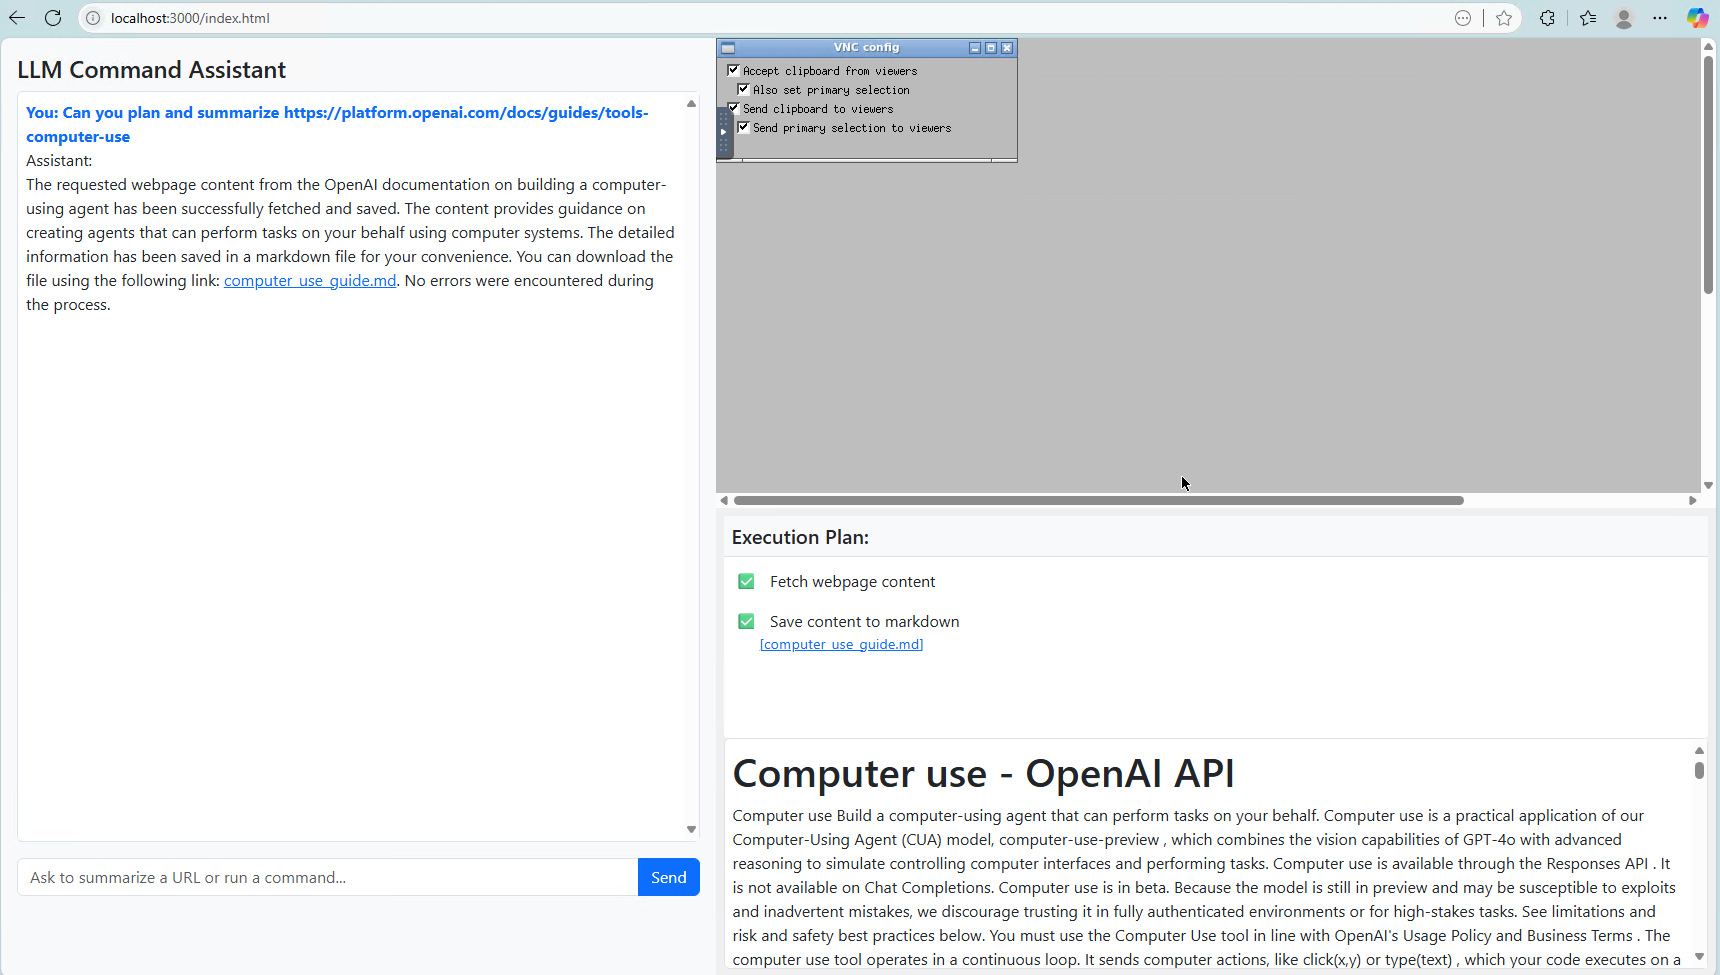 localhost:3000/index.html
LLM Command Assistant
You: Can you plan and summarize https://platform.openai.com/docs/guides/tools-
computer-use
Assistant:
The requested webpage content from the OpenAI documentation on building a computer-
using agent has been successfully fetched and saved. The content provides guidance on
creating agents that can perform tasks on your behalf using computer systems. The detailed
information has been saved in a markdown file for your convenience. You can download the
file using the following link: computer_use_guide.md. No errors were encountered during
the process.
Ask to summarize a URL or run a command...
Send
VNC config
Accept clipboard from viewers
Also set primary selection
Send clipboard to viewers
Send primary selection to viewers
Execution Plan:
Fetch webpage content
Save content to markdown
[computer_use_guide.md]
Computer use - OpenAI API
Computer use Build a computer-using agent that can perform tasks on your behalf. Computer use is a practical application of our
Computer-Using Agent (CUA) model, computer-use-preview , which combines the vision capabilities of GPT-4o with advanced
reasoning to simulate controlling computer interfaces and performing tasks. Computer use is available through the Responses API . It
is not available on Chat Completions. Computer use is in beta. Because the model is still in preview and may be susceptible to exploits
and inadvertent mistakes, we discourage trusting it in fully authenticated environments or for high-stakes tasks. See limitations and
risk and safety best practices below. You must use the Computer Use tool in line with OpenAI's Usage Policy and Business Terms . The
computer use tool operates in a continuous loop. It sends computer actions, like click(x,y) or type(text) , which your code executes on a